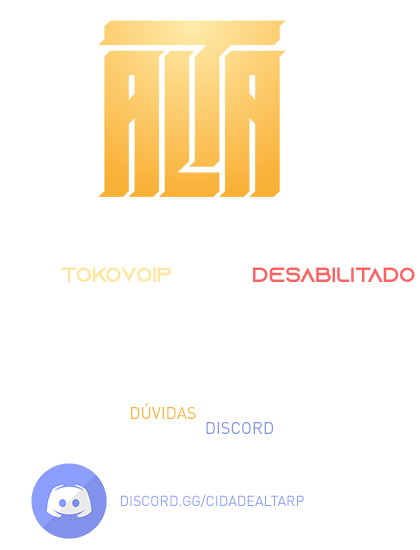 ALTA
TOKOVOIP DESABILITADO
DÚVIDAS
DISCORD
DISCORD.GG/CIDADEALTARP